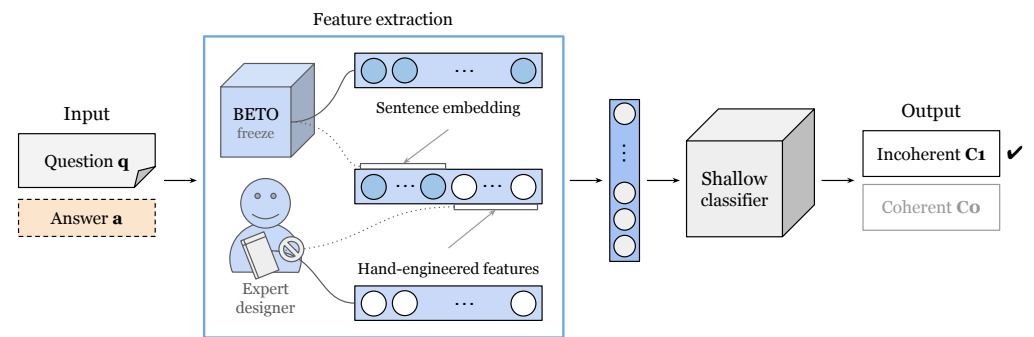 Feature extraction
Input
Question q
Answer a
BETO
freeze
...
Sentence embedding
... ...
Expert
designer
Hand-engineered features
...
...
Shallow
classifier
Output
Incoherent C1 ✔
Coherent C0